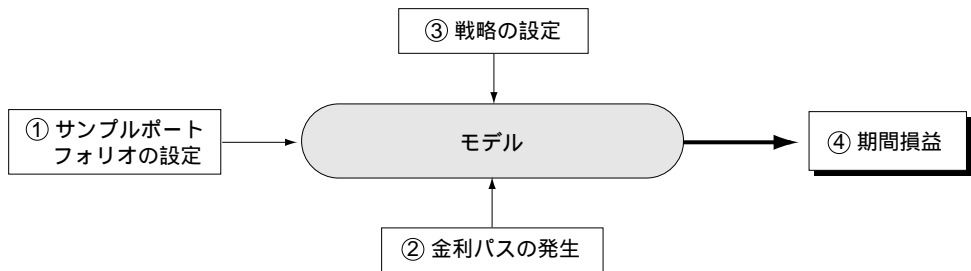 ③ 戦略の設定
① サンプルポート
フォリオの設定
モデル
④ 期間損益
② 金利パスの発生